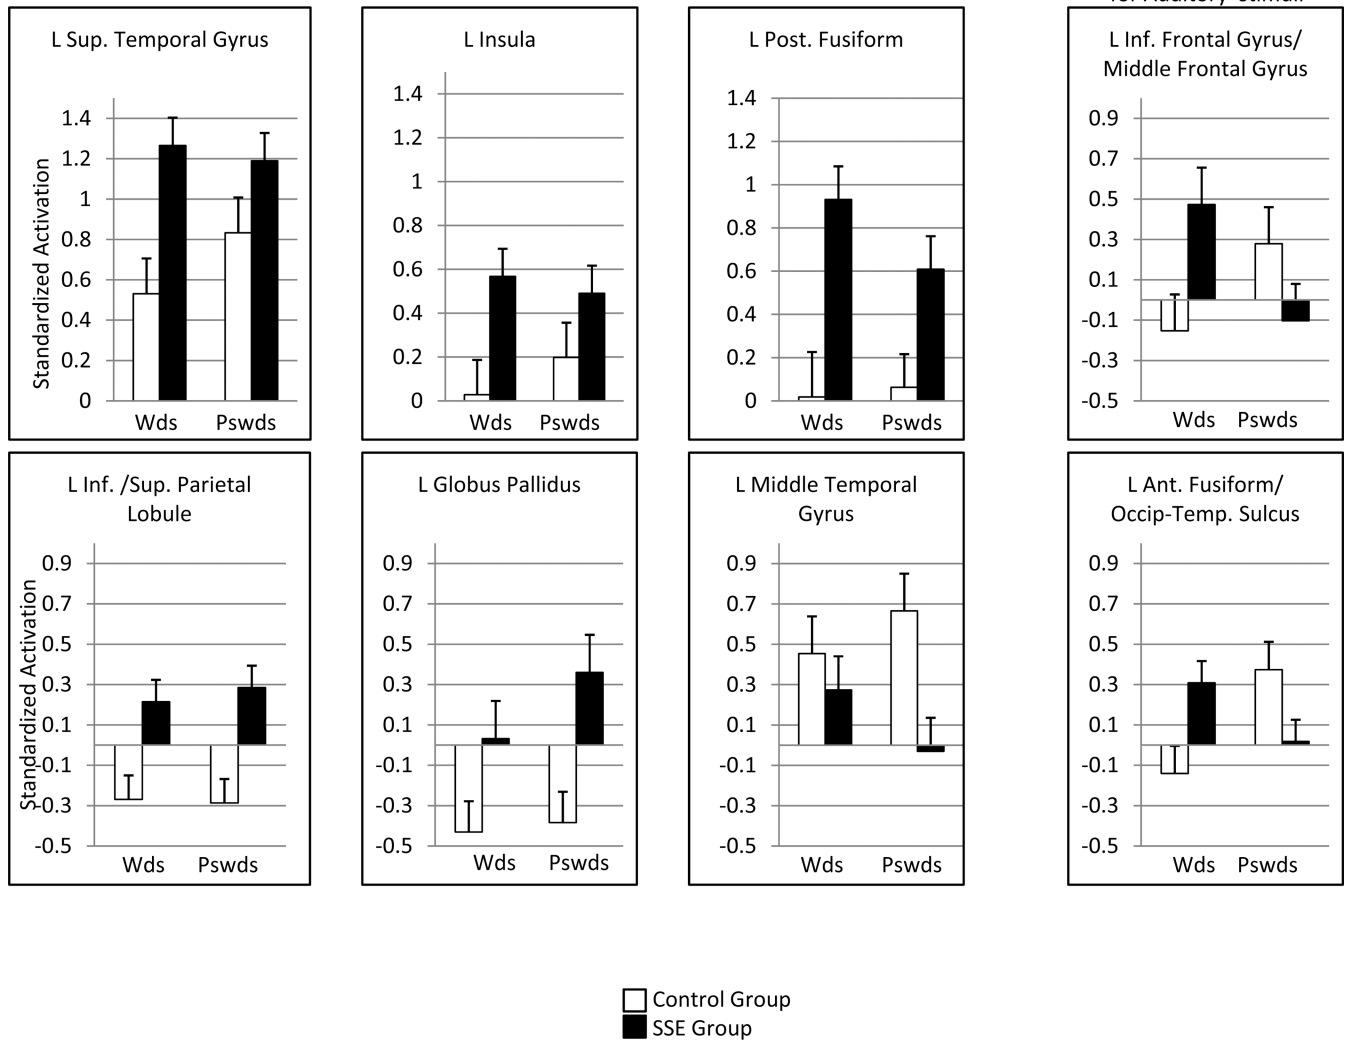 for Auditory Stimuli
L Sup. Temporal Gyrus
Standardized Activation
1.4
1.2
1
0.8
0.6
0.4
0.2
0
Wds Pswds
L Insula
1.4
1.2
1
0.8
0.6
0.4
0.2
0
Wds Pswds
L Post. Fusiform
1.4
1.2
1
0.8
0.6
0.4
0.2
0
Wds Pswds
L Inf. Frontal Gyrus/
Middle Frontal Gyrus
0.9
0.7
0.5
0.3
0.1
-0.1
-0.3
-0.5
Wds Pswds
L Inf. /Sup. Parietal
Lobule
Standardized Activation
0.9
0.7
0.5
0.3
0.1
-0.1
-0.3
-0.5
Wds Pswds
L Globus Pallidus
0.9
0.7
0.5
0.3
0.1
-0.1
-0.3
-0.5
Wds Pswds
L Middle Temporal
Gyrus
0.9
0.7
0.5
0.3
0.1
-0.1
-0.3
-0.5
Wds Pswds
L Ant. Fusiform/
Occip-Temp. Sulcus
0.9
0.7
0.5
0.3
0.1
-0.1
-0.3
-0.5
Wds Pswds
Control Group
SSE Group